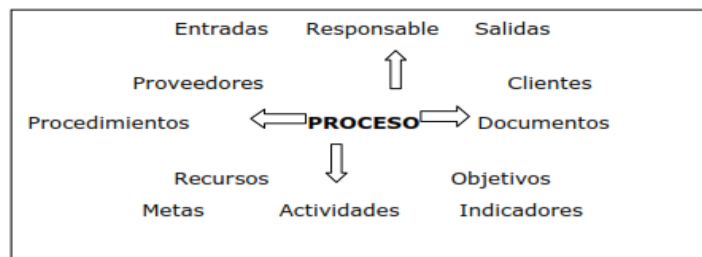 Entradas Responsable Salidas
Proveedores Clientes
Procedimientos PROCESO Documentos
Recursos Objetivos
Metas Actividades Indicadores